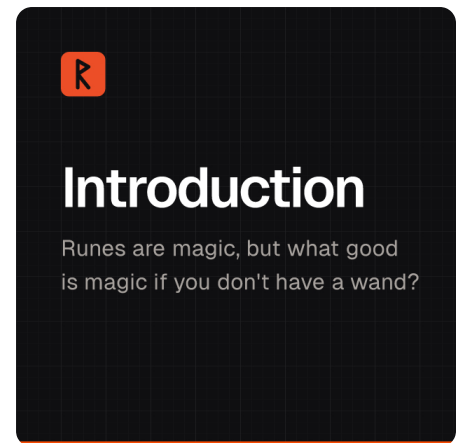 ᚱ
Introduction
Runes are magic, but what good
is magic if you don't have a wand?